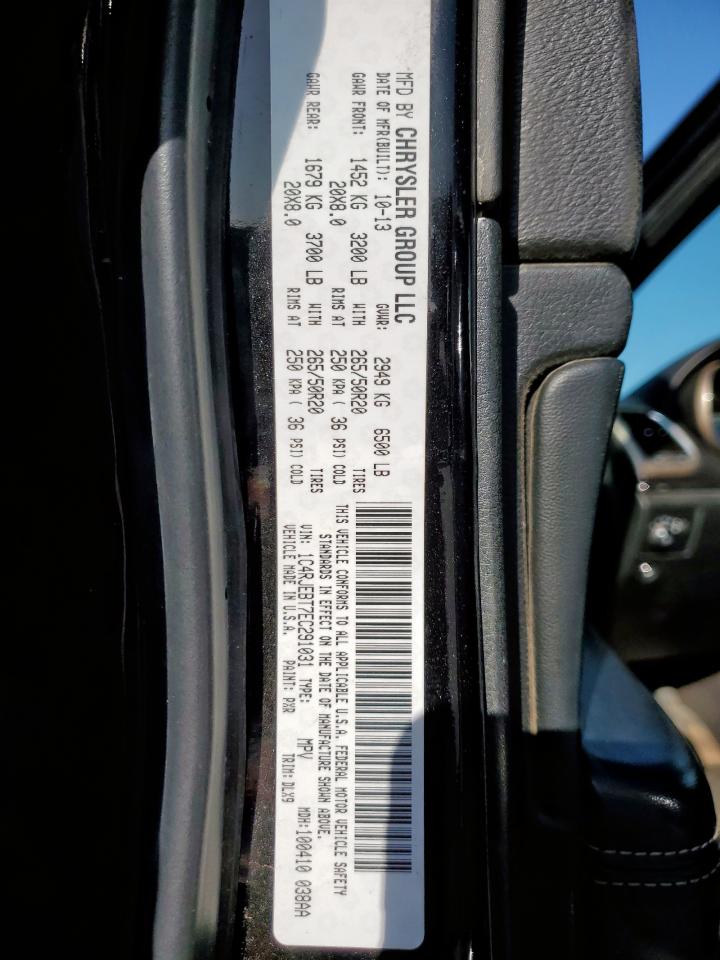 MFD BY CHRYSLER GROUP LLC
DATE OF MFR(BUILT): 10-13 GVWR: 2949 KG 6500 LB
GAWR FRONT: 1452 KG 3200 LB WITH 265/50R20 TIRES
20X8.0 RIMS AT 250 KPA ( 36 PSI) COLD
GAWR REAR: 1679 KG 3700 LB WITH 265/50R20 TIRES
20X8.0 RIMS AT 250 KPA ( 36 PSI) COLD
THIS VEHICLE CONFORMS TO ALL APPLICABLE U.S.A. FEDERAL MOTOR VEHICLE SAFETY
STANDARDS IN EFFECT ON THE DATE OF MANUFACTURE SHOWN ABOVE.
VIN: 1C4RJEBT7EC291031 TYPE: MPV MDH:100410 038AA
VEHICLE MADE IN U.S.A. PAINT: PXR TRIM: DLX9